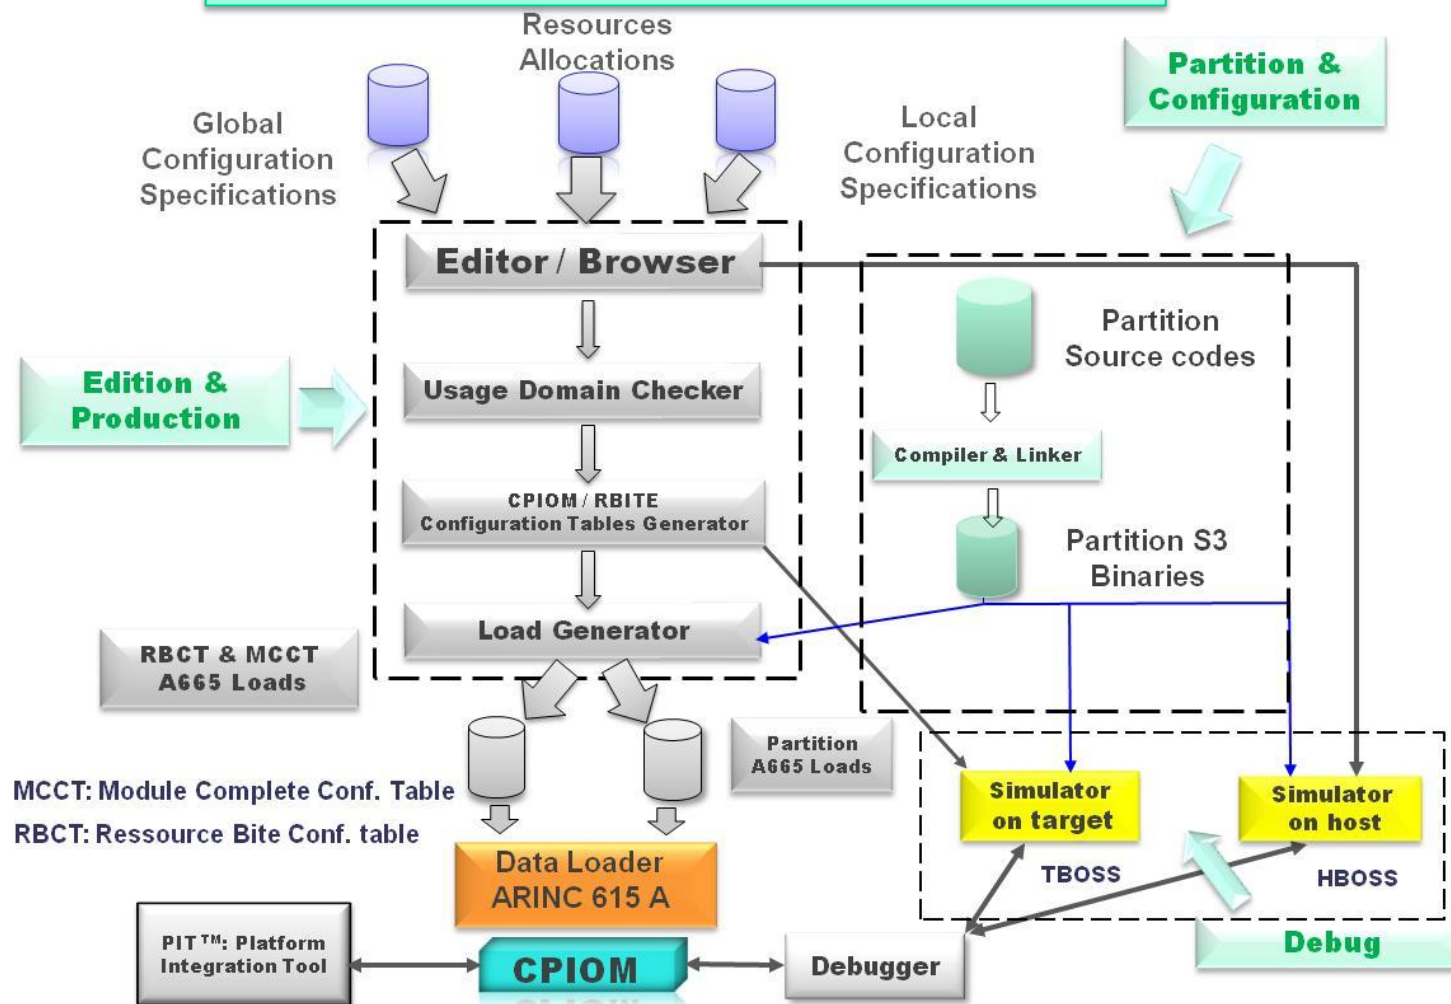 Resources
Allocations
Global
Configuration
Specifications
Local
Configuration
Specifications
Partition &
Configuration
Editor / Browser
Partition
Source codes
Edition &
Production
Usage Domain Checker
Compiler & Linker
CPIOM / RBITE
Configuration Tables Generator
Partition S3
Binaries
Load Generator
RBCT & MCCT
A665 Loads
Partition
A665 Loads
MCCT: Module Complete Conf. Table
RBCT: Ressource Bite Conf. table
Simulator
on target
Simulator
on host
TBOSS
HBOSS
Data Loader
ARINC 615 A
PIT™: Platform
Integration Tool
CPIOM
Debugger
Debug